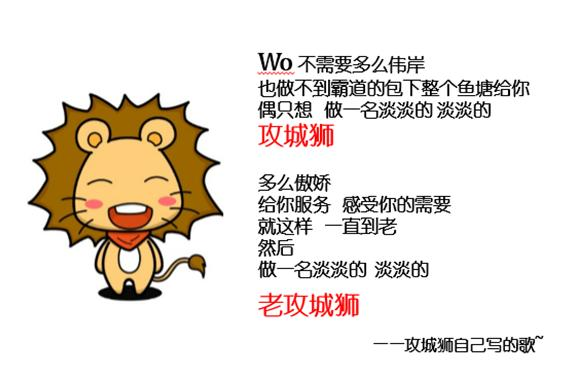 Wo 不需要多么伟岸
也做不到霸道的包下整个鱼塘给你
偶只想 做一名淡淡的 淡淡的
攻城狮
多么傲娇
给你服务 感受你的需要
就这样 一直到老
然后
做一名淡淡的 淡淡的
老攻城狮
——攻城狮自己写的歌~